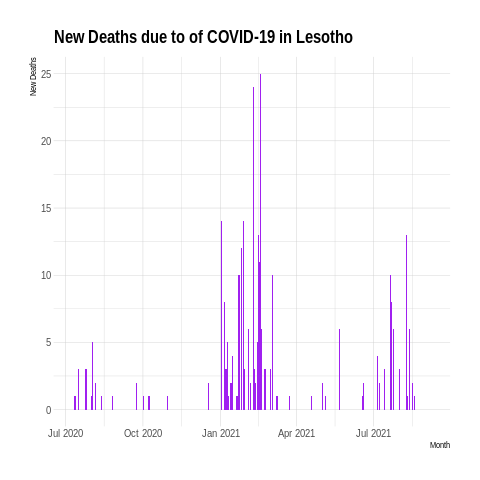 New Deaths due to of COVID-19 in Lesotho
New Deaths
25
20
15
10
5
0
Jul 2020 Oct 2020 Jan 2021 Apr 2021 Jul 2021
Month